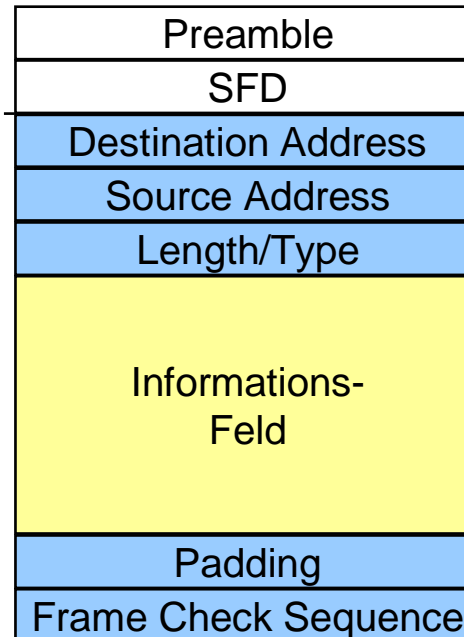 Preamble
SFD
Destination Address
Source Address
Length/Type
Informations-
Feld
Padding
Frame Check Sequence